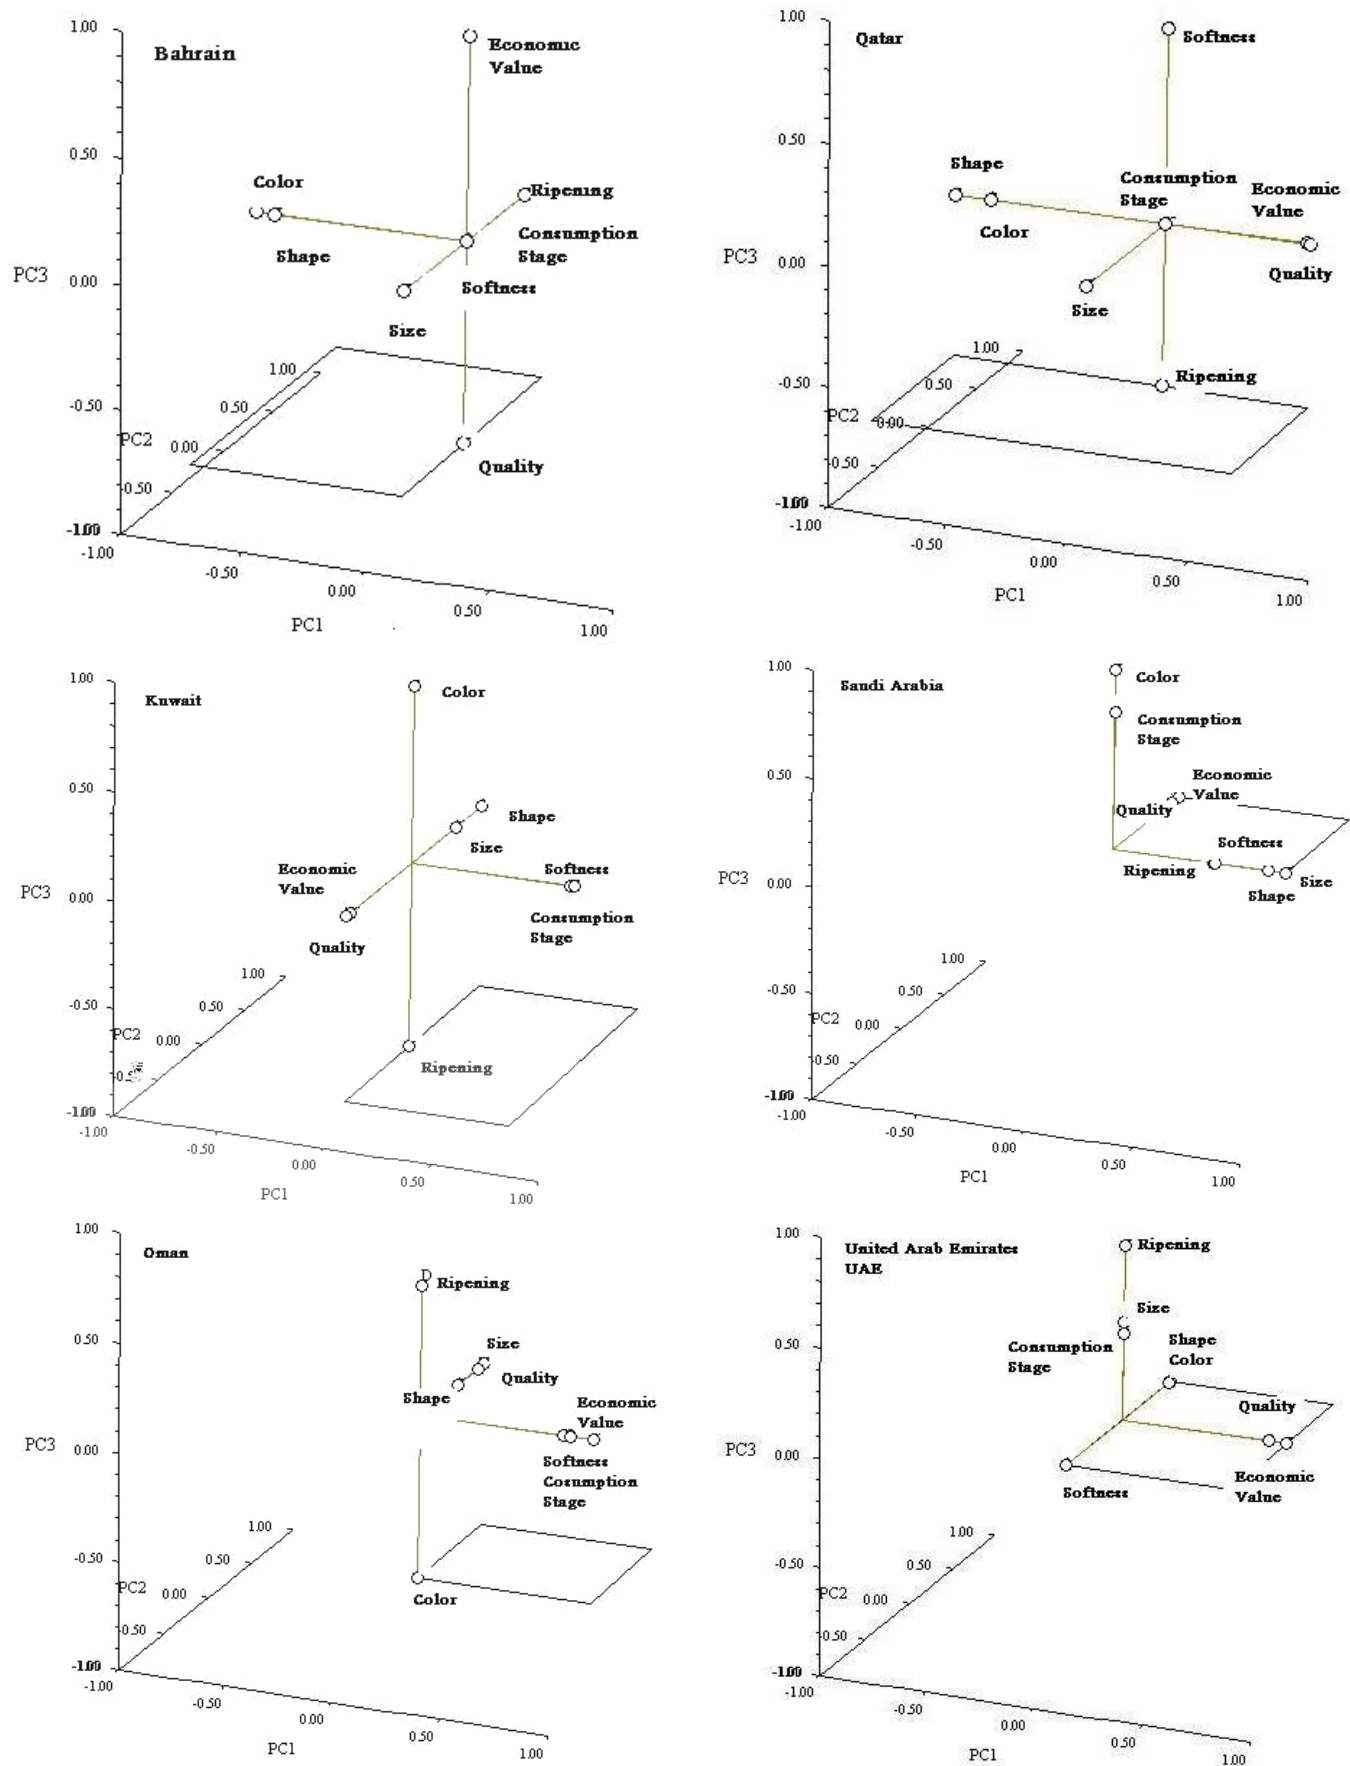 Bahrain
1.00
0.50
0.00
-0.50
-1.00
PC3
Economic
Value
Color
Ripening
Shape
Consumption
Stage
Softness
Size
Quality
1.00
0.50
PC2
0.00
-0.50
-1.00
-0.50
0.00
0.50
1.00
PC1
Qatar
1.00
0.50
0.00
-0.50
-1.00
PC3
Softness
Shape
Consumption
Stage
Economic
Value
Color
Quality
Size
Ripening
1.00
0.50
PC2
0.00
-0.50
-1.00
-0.50
0.00
0.50
1.00
PC1
Kuwait
1.00
0.50
0.00
-0.50
-1.00
PC3
Color
Shape
Size
Economic
Value
Softness
Quality
Consumption
Stage
Ripening
1.00
0.50
PC2
0.00
-1.00
-0.50
0.00
0.50
1.00
PC1
Saudi Arabia
1.00
0.50
0.00
-0.50
-1.00
PC3
Color
Consumption
Stage
Economic
Value
Quality
Softness
Ripening
Size
Shape
1.00
0.50
PC2
0.00
-0.50
-1.00
-0.50
0.00
0.50
1.00
PC1
Oman
1.00
0.50
0.00
-0.50
-1.00
PC3
Ripening
Size
Quality
Shape
Economic
Value
Softness
Cosumption
Stage
Color
1.00
0.50
PC2
0.00
-0.50
-1.00
-0.50
0.00
0.50
1.00
PC1
United Arab Emirates
UAE
1.00
0.50
0.00
-0.50
-1.00
PC3
Ripening
Size
Consumption
Stage
Shape
Color
Quality
Softness
Economic
Value
1.00
0.50
PC2
0.00
-0.50
-1.00
-0.50
0.00
0.50
1.00
PC1